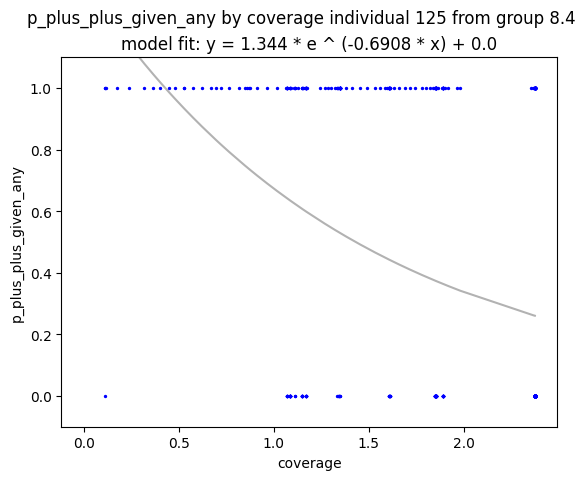 p_plus_plus_given_any by coverage individual 125 from group 8.4
model fit: y = 1.344 * e ^ (-0.6908 * x) + 0.0
1.0
0.8
0.6
0.4
0.2
0.0
p_plus_plus_given_any
0.0 0.5 1.0 1.5 2.0
coverage